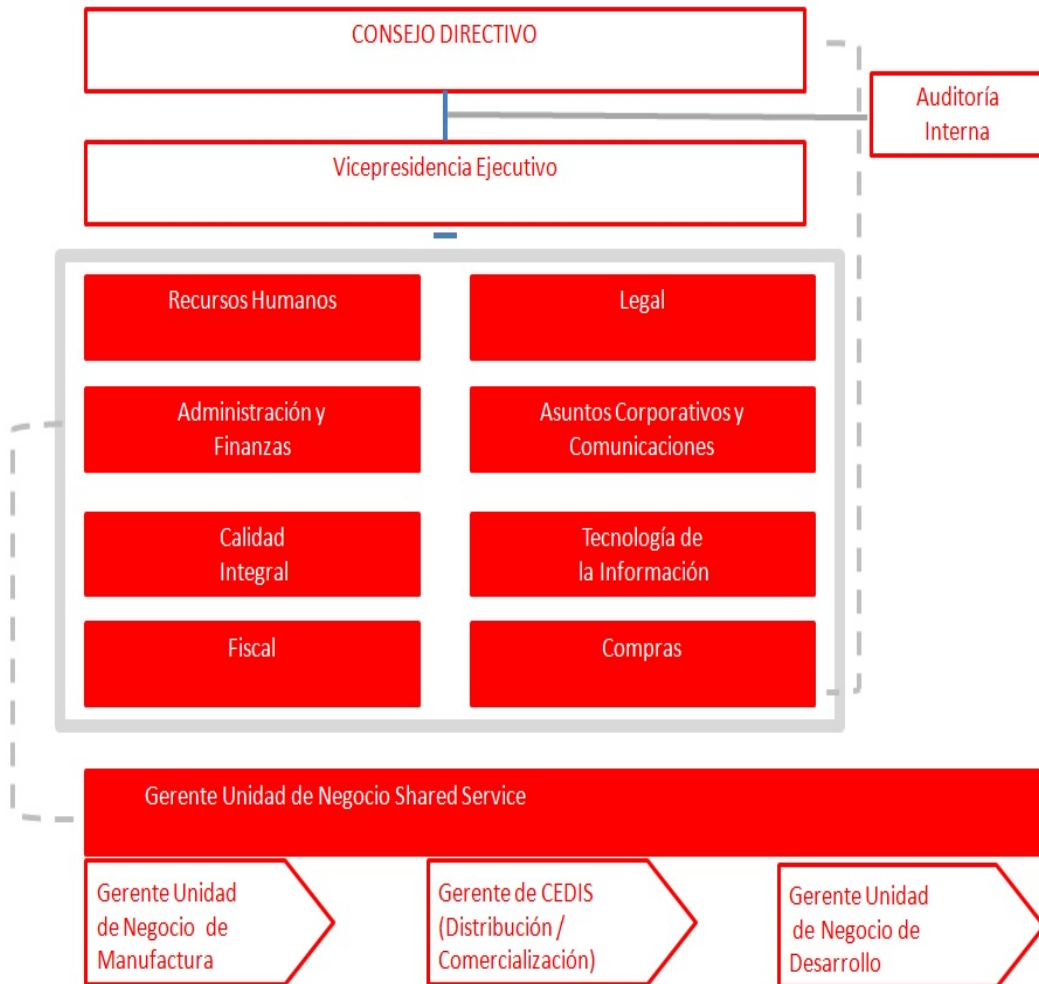 CONSEJO DIRECTIVO
Auditoría
Interna
Vicepresidencia Ejecutivo
Recursos Humanos
Legal
Administración y
Finanzas
Asuntos Corporativos y
Comunicaciones
Calidad
Integral
Tecnología de
la Información
Fiscal
Compras
Gerente Unidad de Negocio Shared Service
Gerente Unidad
de Negocio de
Manufactura
Gerente de CEDIS
(Distribución /
Comercialización)
Gerente Unidad
de Negocio de
Desarrollo